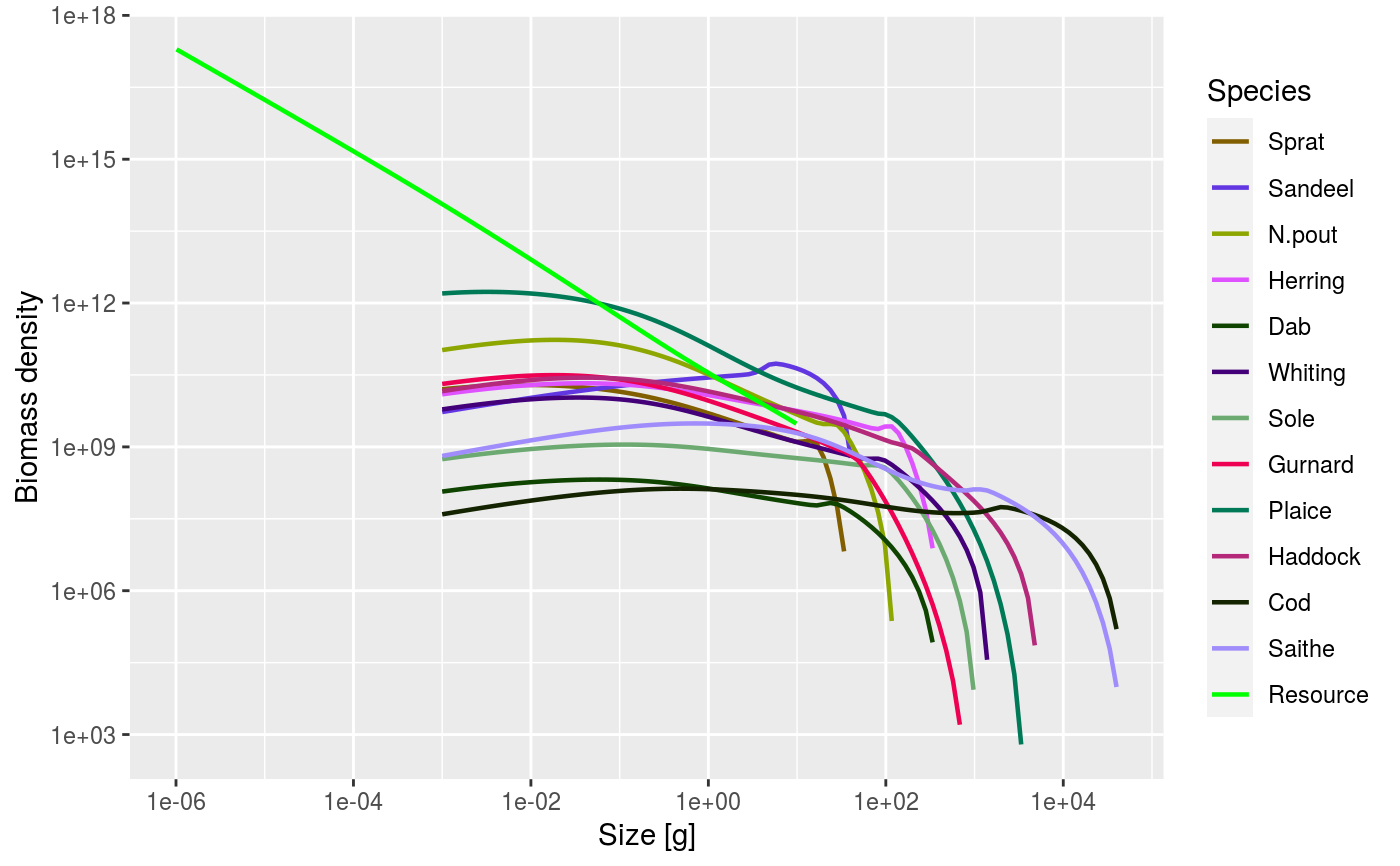 1e+18
1e+15
1e+12
1e+09
1e+06
1e+03
Biomass density
1e-06
1e-04
1e-02
1e+00
1e+02
1e+04
Size [g]
Species
Sprat
Sandeel
N.pout
Herring
Dab
Whiting
Sole
Gurnard
Plaice
Haddock
Cod
Saithe
Resource